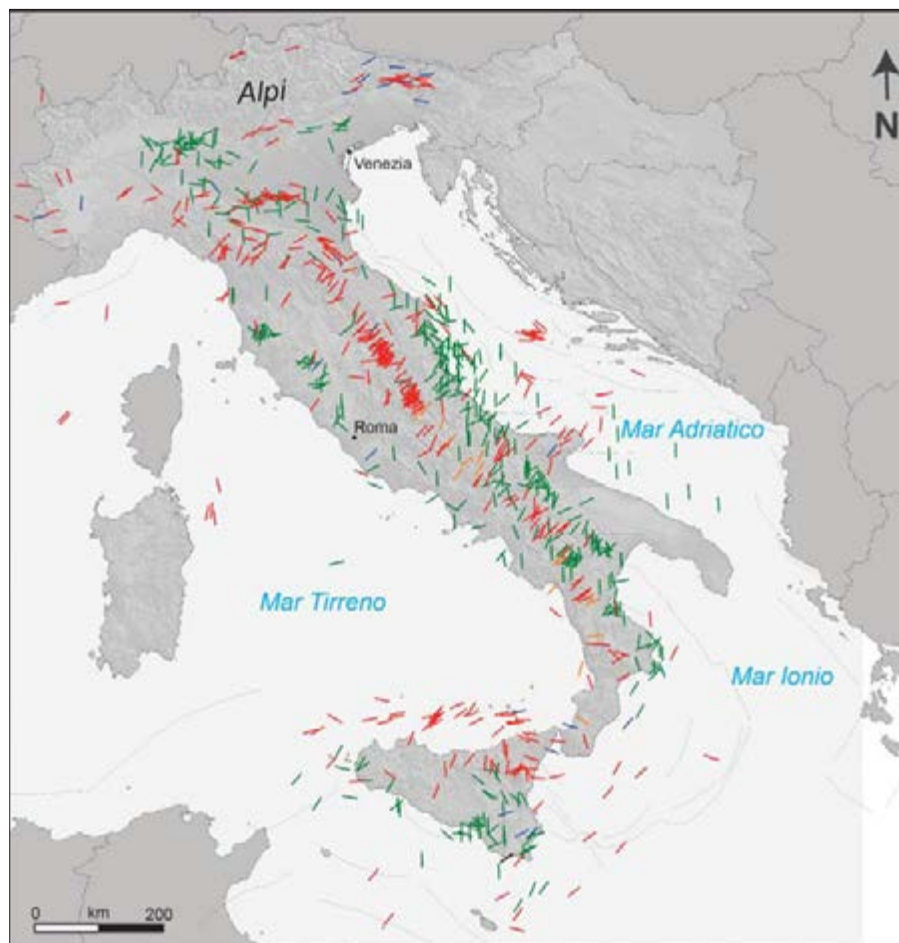 Alpi
N
Venezia
Roma
Mar Adriatico
Mar Tirreno
Mar Ionio
0 km 200